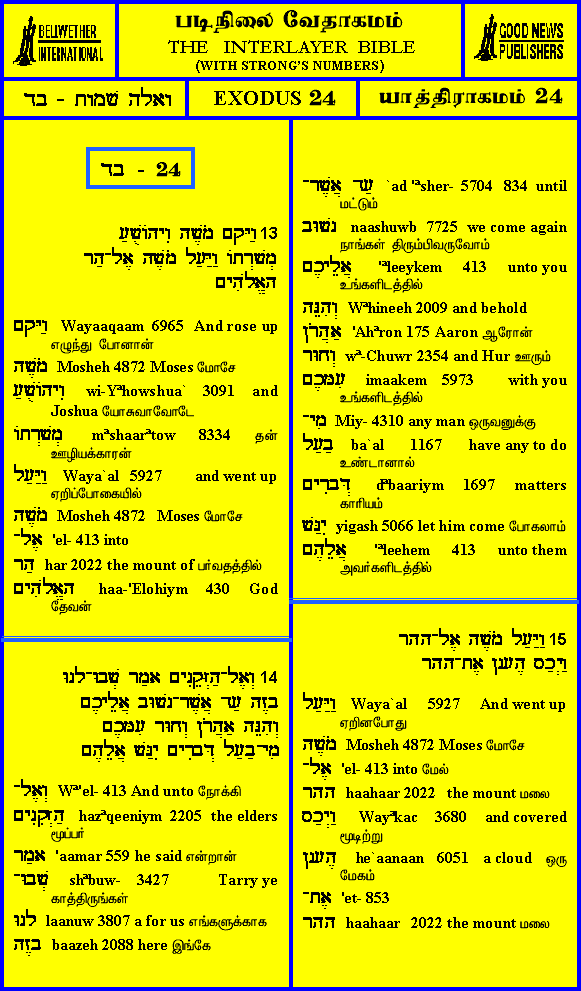 BELLWETHER
INTERNATIONAL
படிநிலை வேதாகமம்
THE INTERLAYER BIBLE
(WITH STRONG'S NUMBERS)
GOOD NEWS
PUBLISHERS
ואלה שמות - בד
EXODUS 24
யாத்திராகமம் 24
בד - 24
13 וַיָּקָם מֹשֶׁה וִיהוֹשֻׁעַ
מְשָׁרְתוֹ וַיַּעַל מֹשֶׁה אֶל־הַר
הָאֱלֹהִים
וַיָּקָם Wayaaqaam 6965 And rose up
எழுந்து போனான்
מֹשֶׁה Mosheh 4872 Moses மோசே
וִיהוֹשֻׁעַ wi-Yªhowshua` 3091 and
Joshua யோசுவாவோடே
מְשָׁרְתוֹ mªshaarªtow 8334 தன்
ஊழியக்காரன்
וַיַּעַל Waya`al 5927 and went up
ஏறிப்போகையில்
מֹשֶׁה Mosheh 4872 Moses மோசே
אֶל־ 'el- 413 into
הַר har 2022 the mount of பர்வதத்தில்
הָאֱלֹהִים haa-'Elohiym 430 God
தேவன்
14 וְאֶל־הַזְּקֵנִים אָמַר שְׁבוּ־לָנוּ
בָזֶה עַד אֲשֶׁר־נָשׁוּב אֲלֵיכֶם
וְהִנֵּה אַהֲרֹן וְחוּר עִמָּכֶם
מִי־בַעַל דְּבָרִים יִגַּשׁ אֲלֵהֶם
וְאֶל־ Wª'el- 413 And unto நோக்கி
הַזְּקֵנִים hazªqeeniym 2205 the elders
மூப்பர்
אָמַר 'aamar 559 he said என்றான்
שְׁבוּ־ shªbuw- 3427 Tarry ye
காத்திருங்கள்
לָנוּ laanuw 3807 a for us எங்களுக்காக
בָזֶה baazeh 2088 here இங்கே
עַד אֲשֶׁר־ `ad 'ªsher- 5704 834 until
மட்டும்
נָשׁוּב naashuwb 7725 we come again
நாங்கள் திரும்பிவருவோம்
אֲלֵיכֶם 'ªleeykem 413 unto you
உங்களிடத்தில்
וְהִנֵּה Wªhineeh 2009 and behold
אַהֲרֹן 'Ahªron 175 Aaron ஆரோன்
וְחוּר wª-Chuwr 2354 and Hur ஊரும்
עִמָּכֶם imaakem 5973 with you
உங்களிடத்தில்
מִי־ Miy- 4310 any man ஒருவனுக்கு
בַעַל ba`al 1167 have any to do
உண்டானால்
דְּבָרִים dªbaariym 1697 matters
காரியம்
יִגַּשׁ yigash 5066 let him come போகலாம்
אֲלֵהֶם 'ªleehem 413 unto them
அவர்களிடத்தில்
15 וַיַּעַל מֹשֶׁה אֶל־הָהָר
וַיְכַס הֶעָנָן אֶת־הָהָר
וַיַּעַל Waya`al 5927 And went up
ஏறினபோது
מֹשֶׁה Mosheh 4872 Moses மோசே
אֶל־ 'el- 413 into மேல்
הָהָר haahaar 2022 the mount மலை
וַיְכַס Wayªkac 3680 and covered
மூடிற்று
הֶעָנָן he`aanaan 6051 a cloud ஒரு
மேகம்
אֶת־ 'et- 853
הָהָר haahaar 2022 the mount மலை